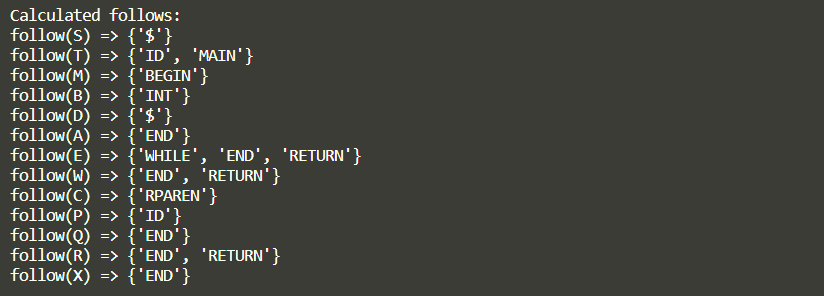 Calculated follows:
follow(S) => {'$'}
follow(T) => {'ID', 'MAIN'}
follow(M) => {'BEGIN'}
follow(B) => {'INT'}
follow(D) => {'$'}
follow(A) => {'END'}
follow(E) => {'WHILE', 'END', 'RETURN'}
follow(W) => {'END', 'RETURN'}
follow(C) => {'RPAREN'}
follow(P) => {'ID'}
follow(Q) => {'END'}
follow(R) => {'END', 'RETURN'}
follow(X) => {'END'}